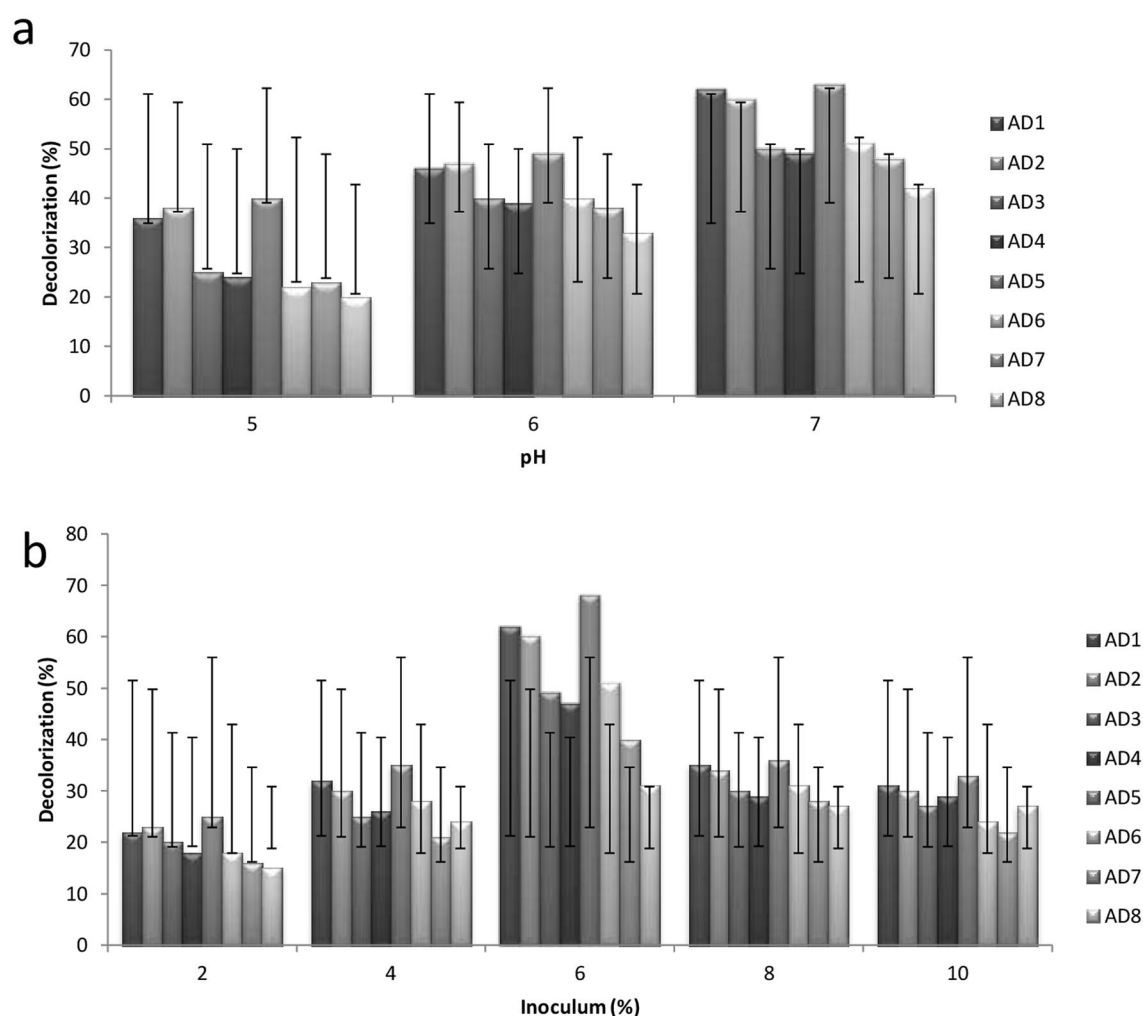 a
70
60
50
40
30
20
10
0
Decolorization (%)
5 6 7
pH
AD1
AD2
AD3
AD4
AD5
AD6
AD7
AD8
b
80
70
60
50
40
30
20
10
0
Decolorization (%)
2 4 6 8 10
Inoculum (%)
AD1
AD2
AD3
AD4
AD5
AD6
AD7
AD8